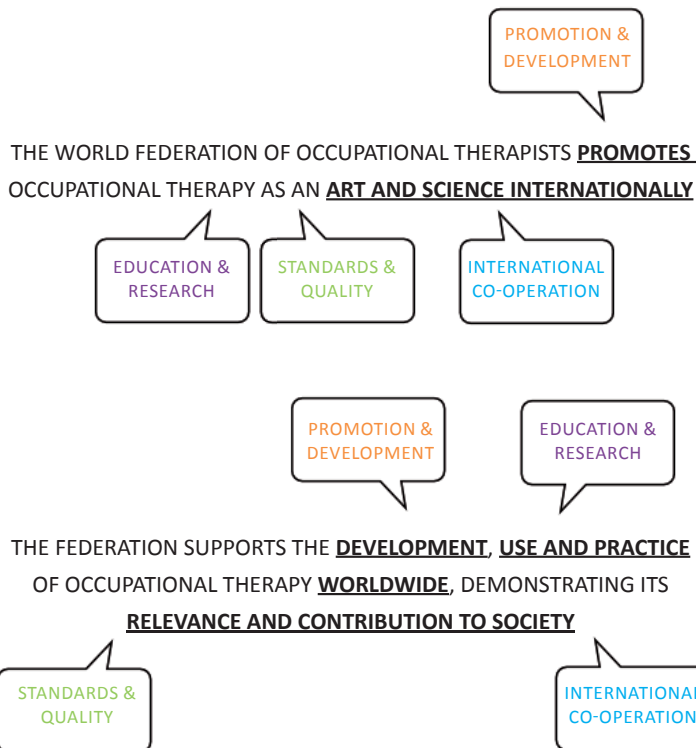 PROMOTION &
DEVELOPMENT
THE WORLD FEDERATION OF OCCUPATIONAL THERAPISTS PROMOTES
OCCUPATIONAL THERAPY AS AN ART AND SCIENCE INTERNATIONALLY
EDUCATION &
RESEARCH
STANDARDS &
QUALITY
INTERNATIONAL
CO-OPERATION
PROMOTION &
DEVELOPMENT
EDUCATION &
RESEARCH
THE FEDERATION SUPPORTS THE DEVELOPMENT, USE AND PRACTICE
OF OCCUPATIONAL THERAPY WORLDWIDE, DEMONSTRATING ITS
RELEVANCE AND CONTRIBUTION TO SOCIETY
STANDARDS &
QUALITY
INTERNATIONAL
CO-OPERATION